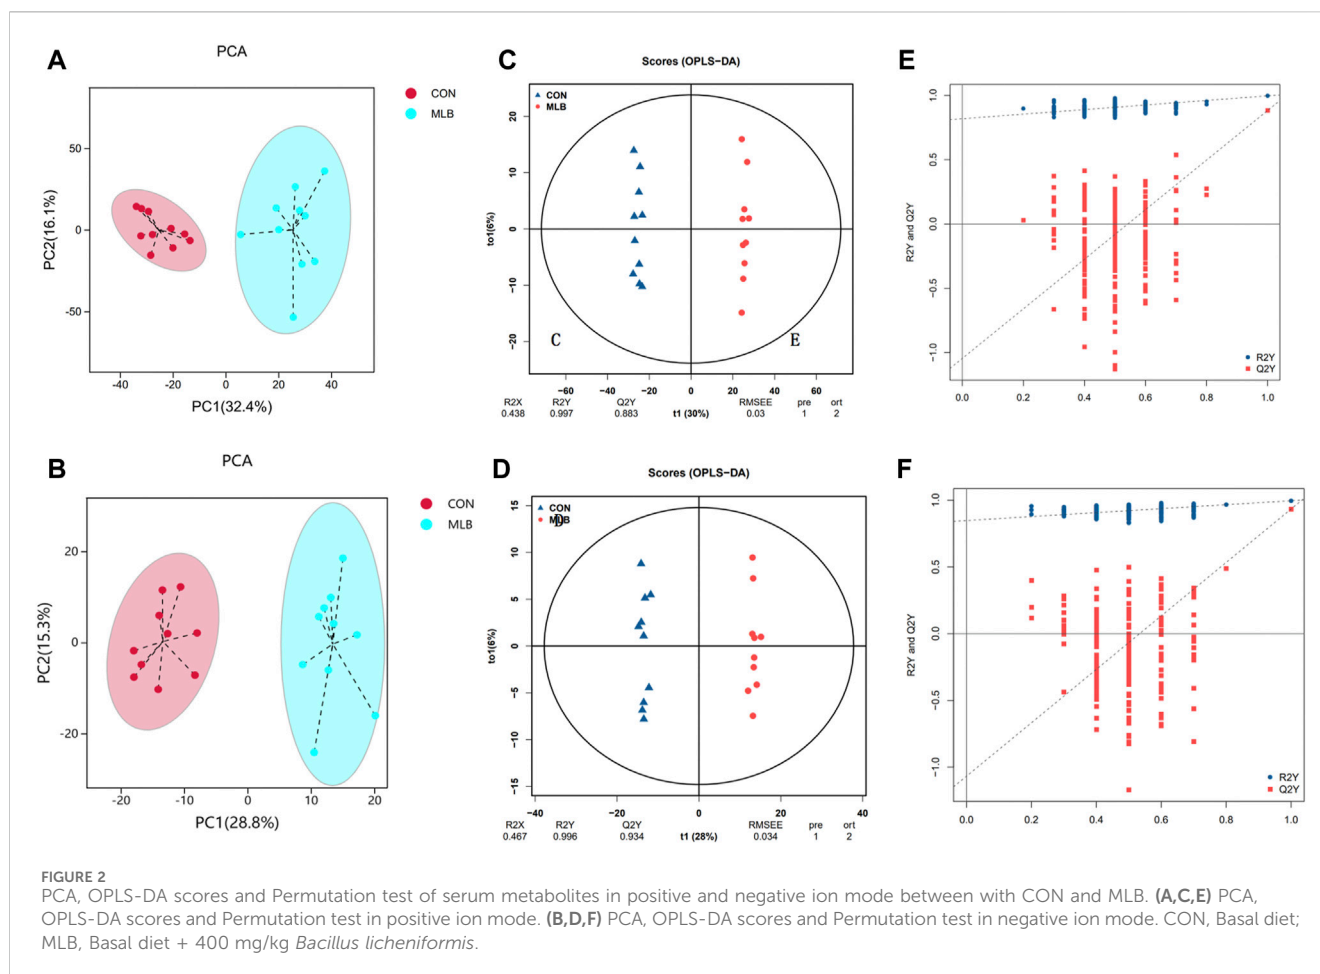 A
PCA
CON
MLB
PC2(16.1%)
50
0
-50
-40
-20
0
20
40
PC1(32.4%)
C
Scores (OPLS-DA)
CON
MLB
to1(6%)
20
10
0
-10
-20
C
E
-60
-40
-20
0
20
40
60
R2X R2Y Q2Y RMSEE pre ort
0.438 0.997 0.883 t1 (30%) 0.03 1 2
E
R2Y and Q2Y
1.0
0.5
0.0
-0.5
-1.0
R2Y
Q2Y
0.0 0.2 0.4 0.6 0.8 1.0
B
PCA
CON
MLB
PC2(15.3%)
20
0
-20
-20
-10
0
10
20
PC1(28.8%)
D
Scores (OPLS-DA)
CON
MLB
D
to1(6%)
15
10
5
0
-5
-10
-15
-40
-20
0
20
40
R2X R2Y Q2Y RMSEE pre ort
0.467 0.996 0.934 t1 (28%) 0.034 1 2
F
R2Y and Q2Y
1.0
0.5
0.0
-0.5
-1.0
R2Y
Q2Y
0.0 0.2 0.4 0.6 0.8 1.0
FIGURE 2
PCA, OPLS-DA scores and Permutation test of serum metabolites in positive and negative ion mode between with CON and MLB. (A,C,E) PCA,
OPLS-DA scores and Permutation test in positive ion mode. (B,D,F) PCA, OPLS-DA scores and Permutation test in negative ion mode. CON, Basal diet;
MLB, Basal diet + 400 mg/kg Bacillus licheniformis.